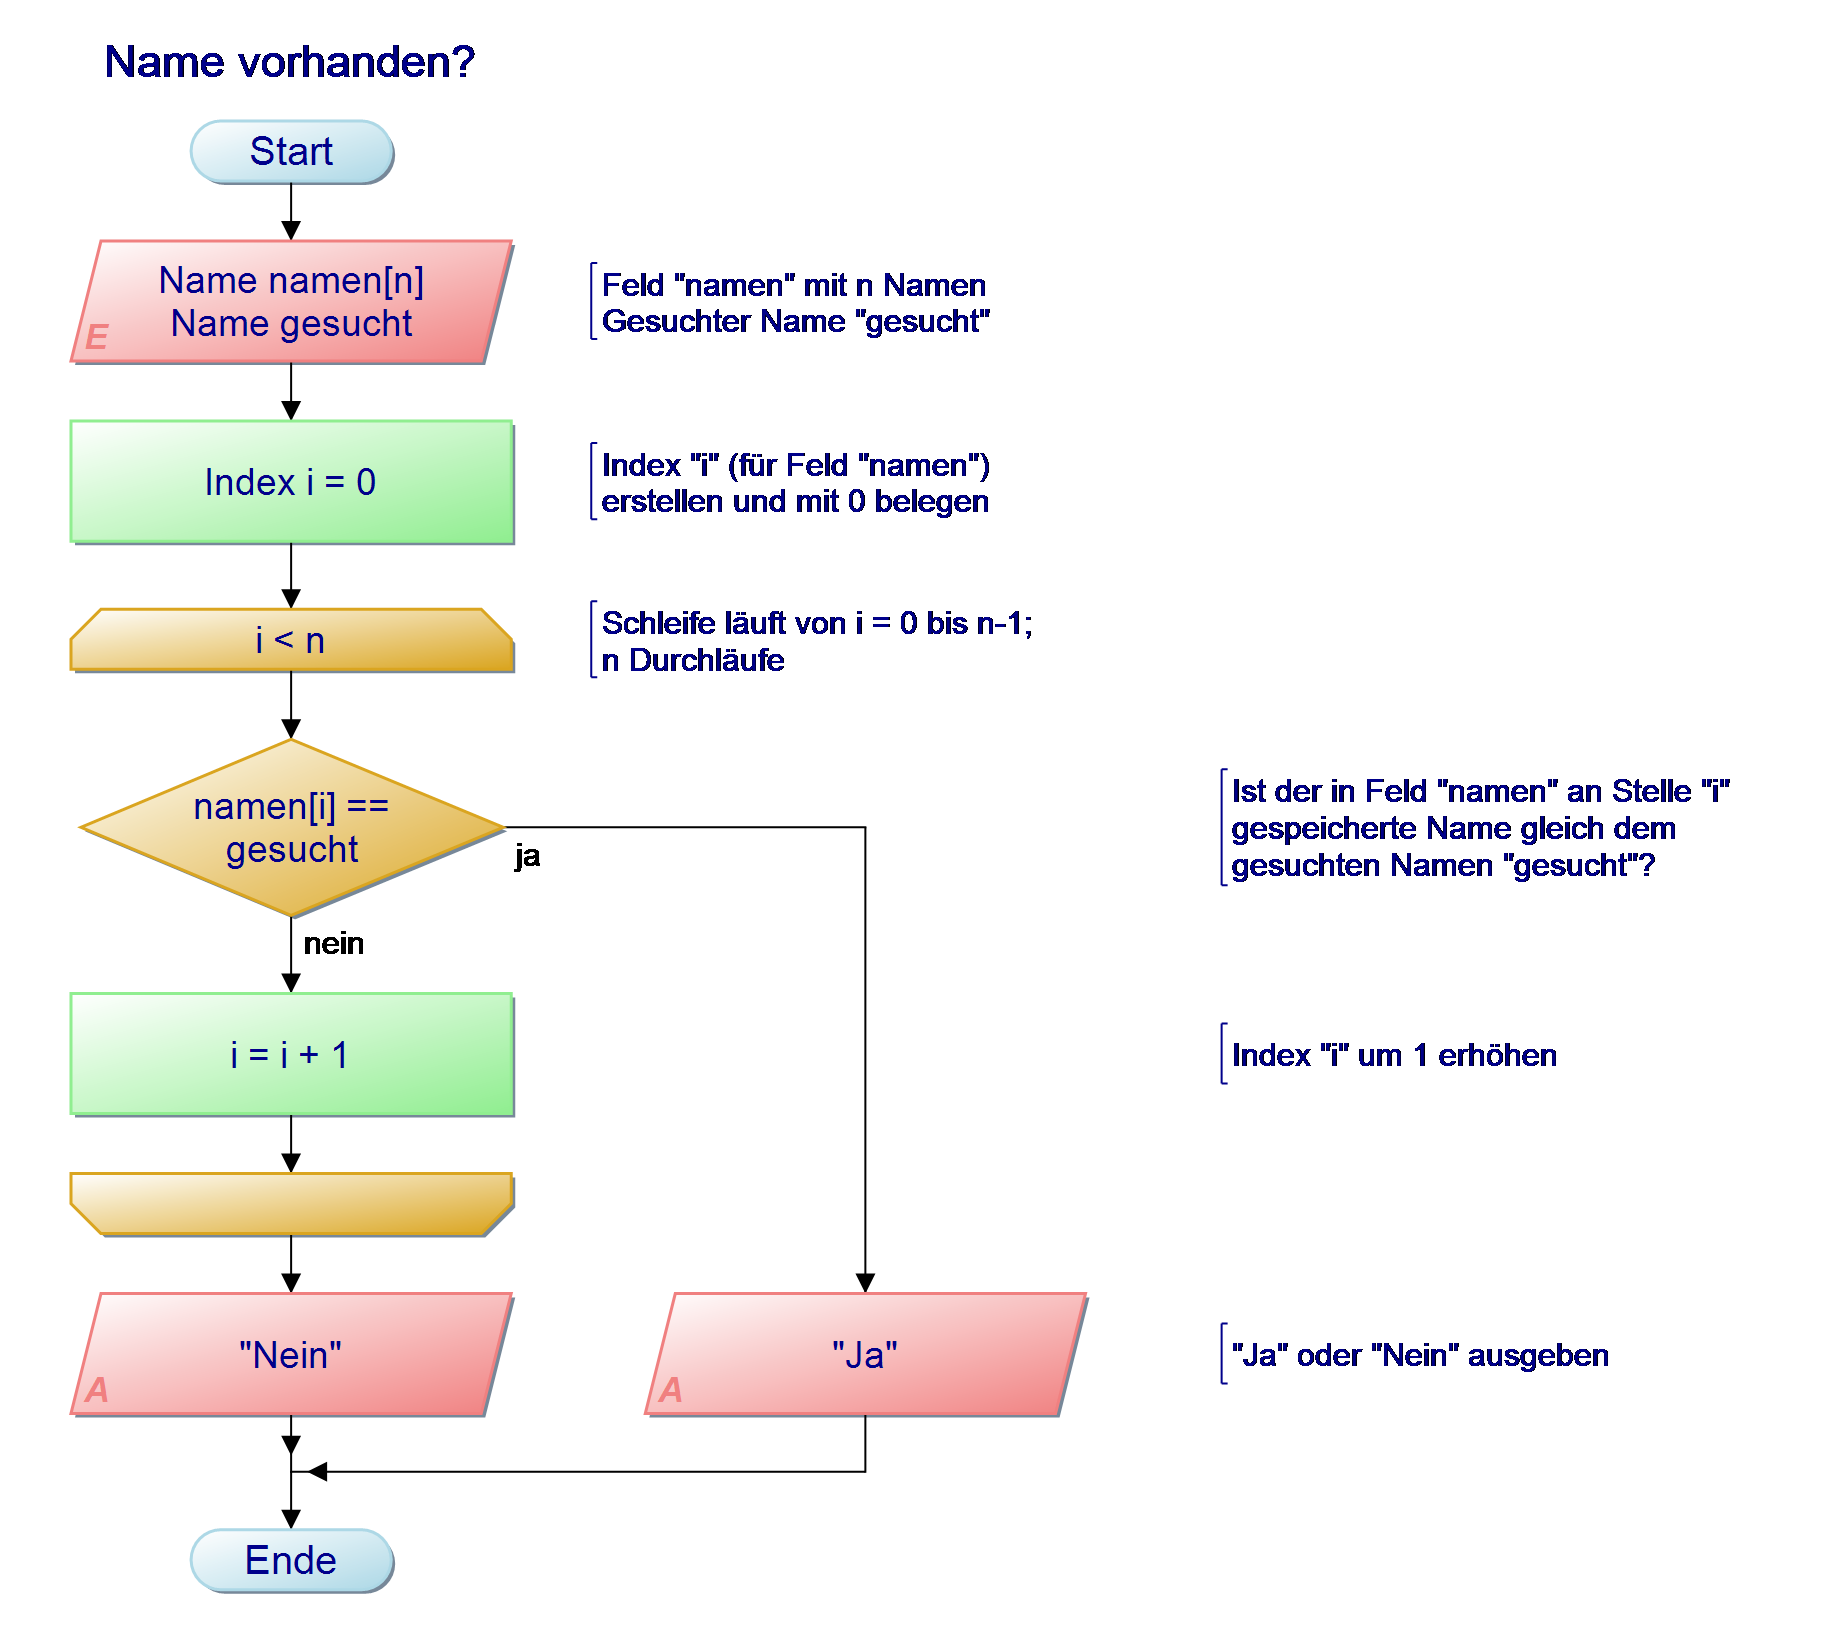 Name vorhanden?
Start
Name namen[n]
Name gesucht
E
Feld "namen" mit n Namen
Gesuchter Name "gesucht"
Index i = 0
Index "i" (für Feld "namen")
erstellen und mit 0 belegen
i < n
Schleife läuft von i = 0 bis n-1;
n Durchläufe
namen[i] ==
gesucht
ja
nein
Ist der in Feld "namen" an Stelle "i"
gespeicherte Name gleich dem
gesuchten Namen "gesucht"?
i = i + 1
Index "i" um 1 erhöhen
"Nein"
A
"Ja"
A
"Ja" oder "Nein" ausgeben
Ende